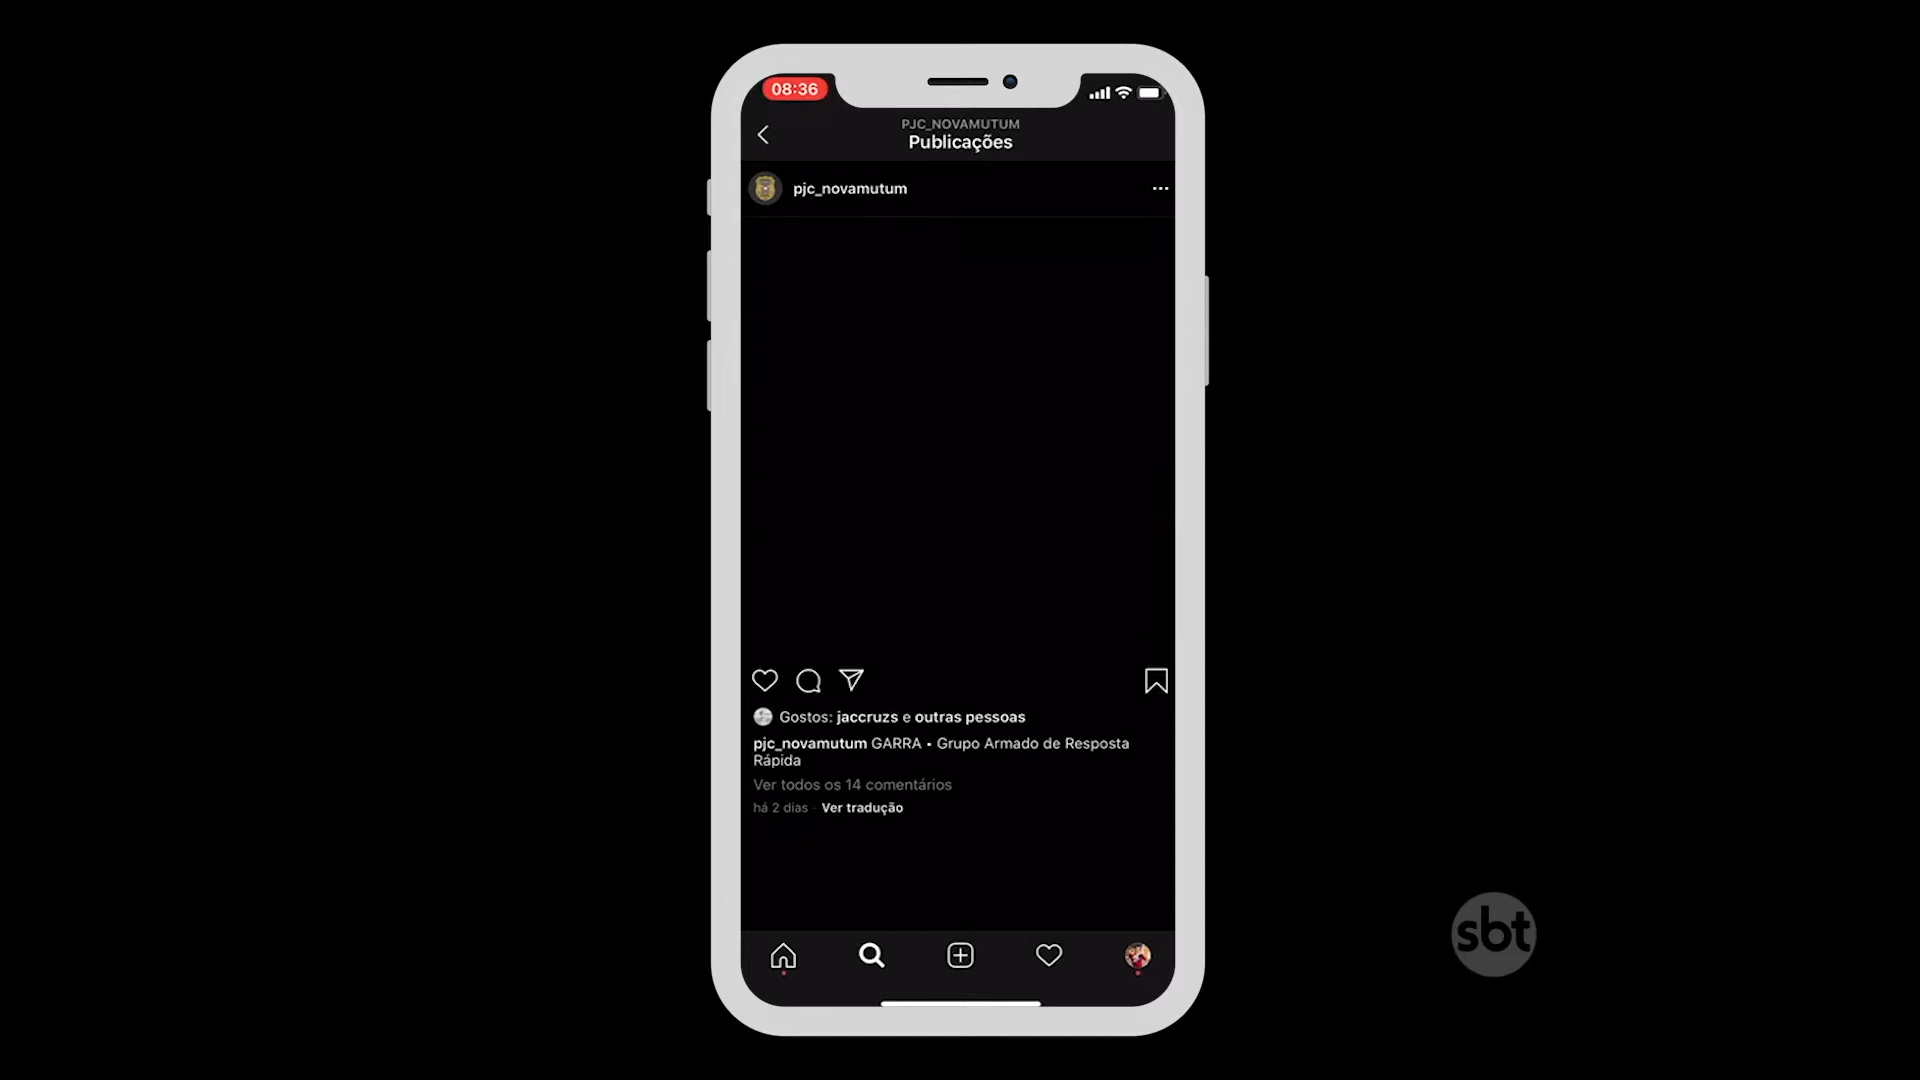 08:36
PJC_NOVAMUTUM
Publicações
pjc_novamutum
Gostos: jaccruzs e outras pessoas
pjc_novamutum GARRA • Grupo Armado de Resposta
Rápida
Ver todos os 14 comentários
há 2 dias · Ver tradução
sbt